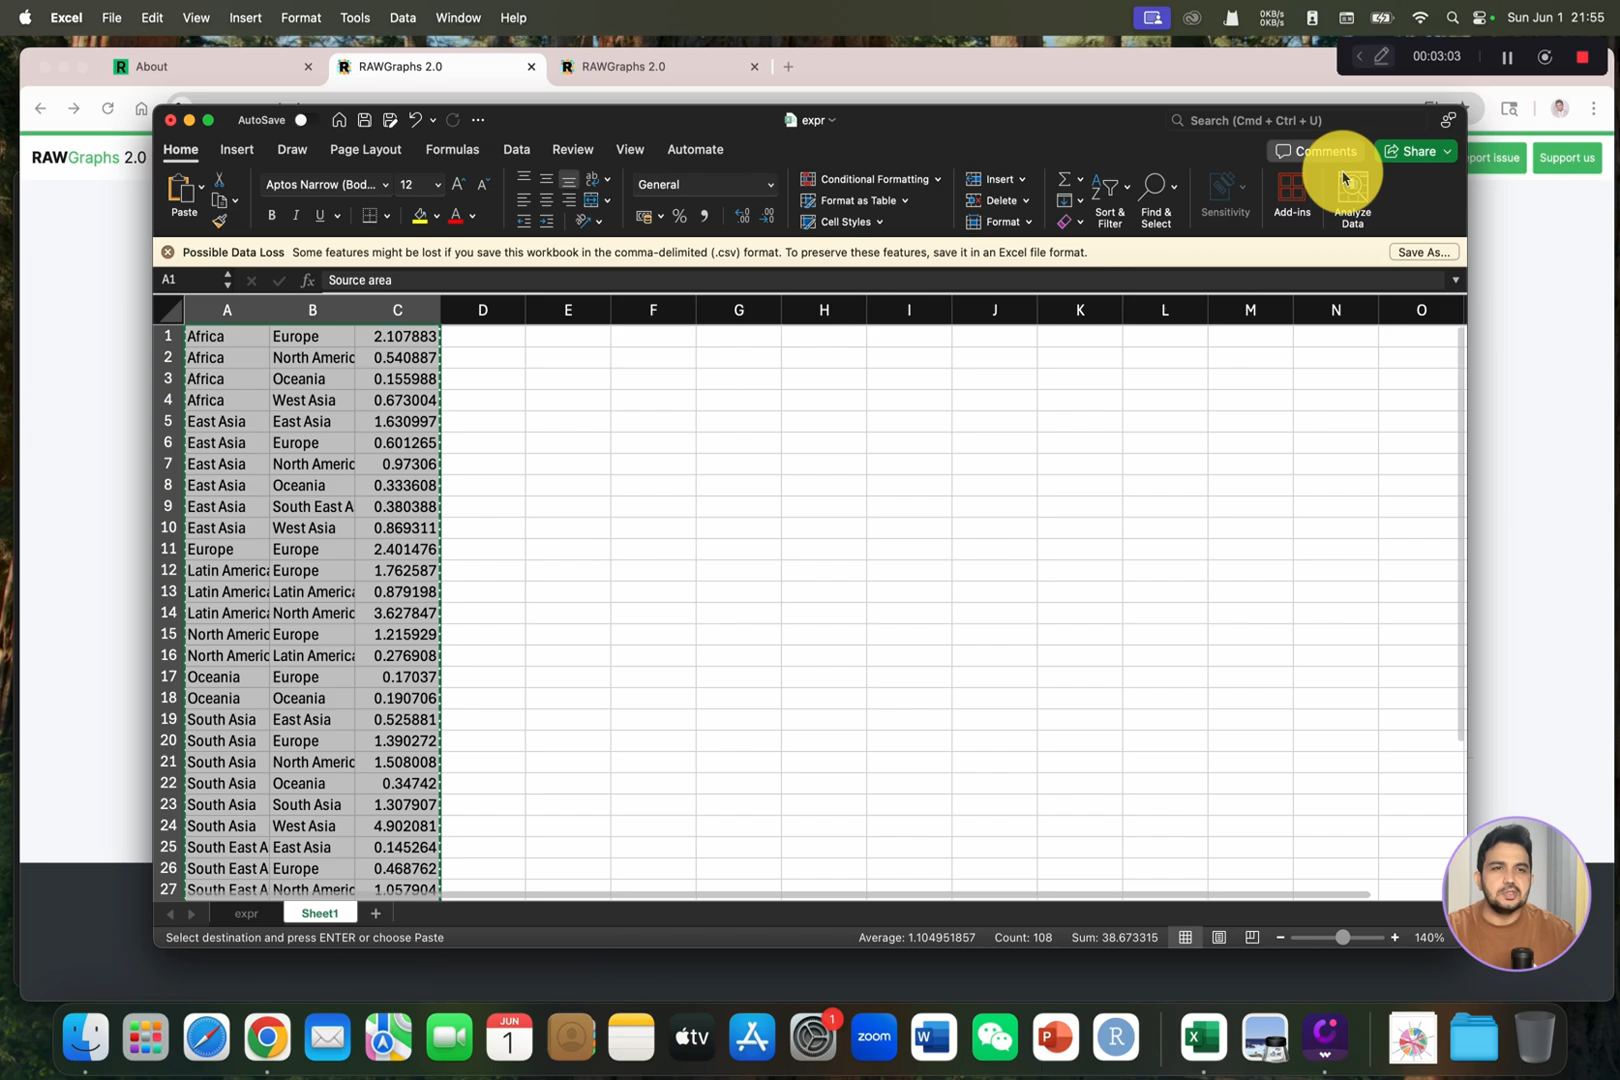 Excel File Edit View Insert Format Tools Data Window Help 0KB/s 0KB/s Sun Jun 1 21:55
About RAWGraphs 2.0 RAWGraphs 2.0 00:03:03
AutoSave expr Search (Cmd + Ctrl + U)
RAWGraphs 2.0 port issue Support us
Home Insert Draw Page Layout Formulas Data Review View Automate Comments Share
Paste Aptos Narrow (Bod... 12 General Conditional Formatting Insert
Format as Table Delete
Cell Styles Format
Sort & Filter Find & Select Sensitivity Add-ins Analyze Data
Possible Data Loss Some features might be lost if you save this workbook in the comma-delimited (.csv) format. To preserve these features, save it in an Excel file format. Save As...
A1 fx Source area
A B C D E F G H I J K L M N O
1 Africa Europe 2.107883
2 Africa North Americ 0.540887
3 Africa Oceania 0.155988
4 Africa West Asia 0.673004
5 East Asia East Asia 1.630997
6 East Asia Europe 0.601265
7 East Asia North Americ 0.97306
8 East Asia Oceania 0.333608
9 East Asia South East A 0.380388
10 East Asia West Asia 0.869311
11 Europe Europe 2.401476
12 Latin America Europe 1.762587
13 Latin America Latin America 0.879198
14 Latin America North Americ 3.627847
15 North Americ Europe 1.215929
16 North Americ Latin America 0.276908
17 Oceania Europe 0.17037
18 Oceania Oceania 0.190706
19 South Asia East Asia 0.525881
20 South Asia Europe 1.390272
21 South Asia North Americ 1.508008
22 South Asia Oceania 0.34742
23 South Asia South Asia 1.307907
24 South Asia West Asia 4.902081
25 South East A East Asia 0.145264
26 South East A Europe 0.468762
27 South East A North Americ 1.057904
expr Sheet1
Select destination and press ENTER or choose Paste Average: 1.104951857 Count: 108 Sum: 38.673315 140%
JUN
1
tv
1
zoom
W
P
R
X